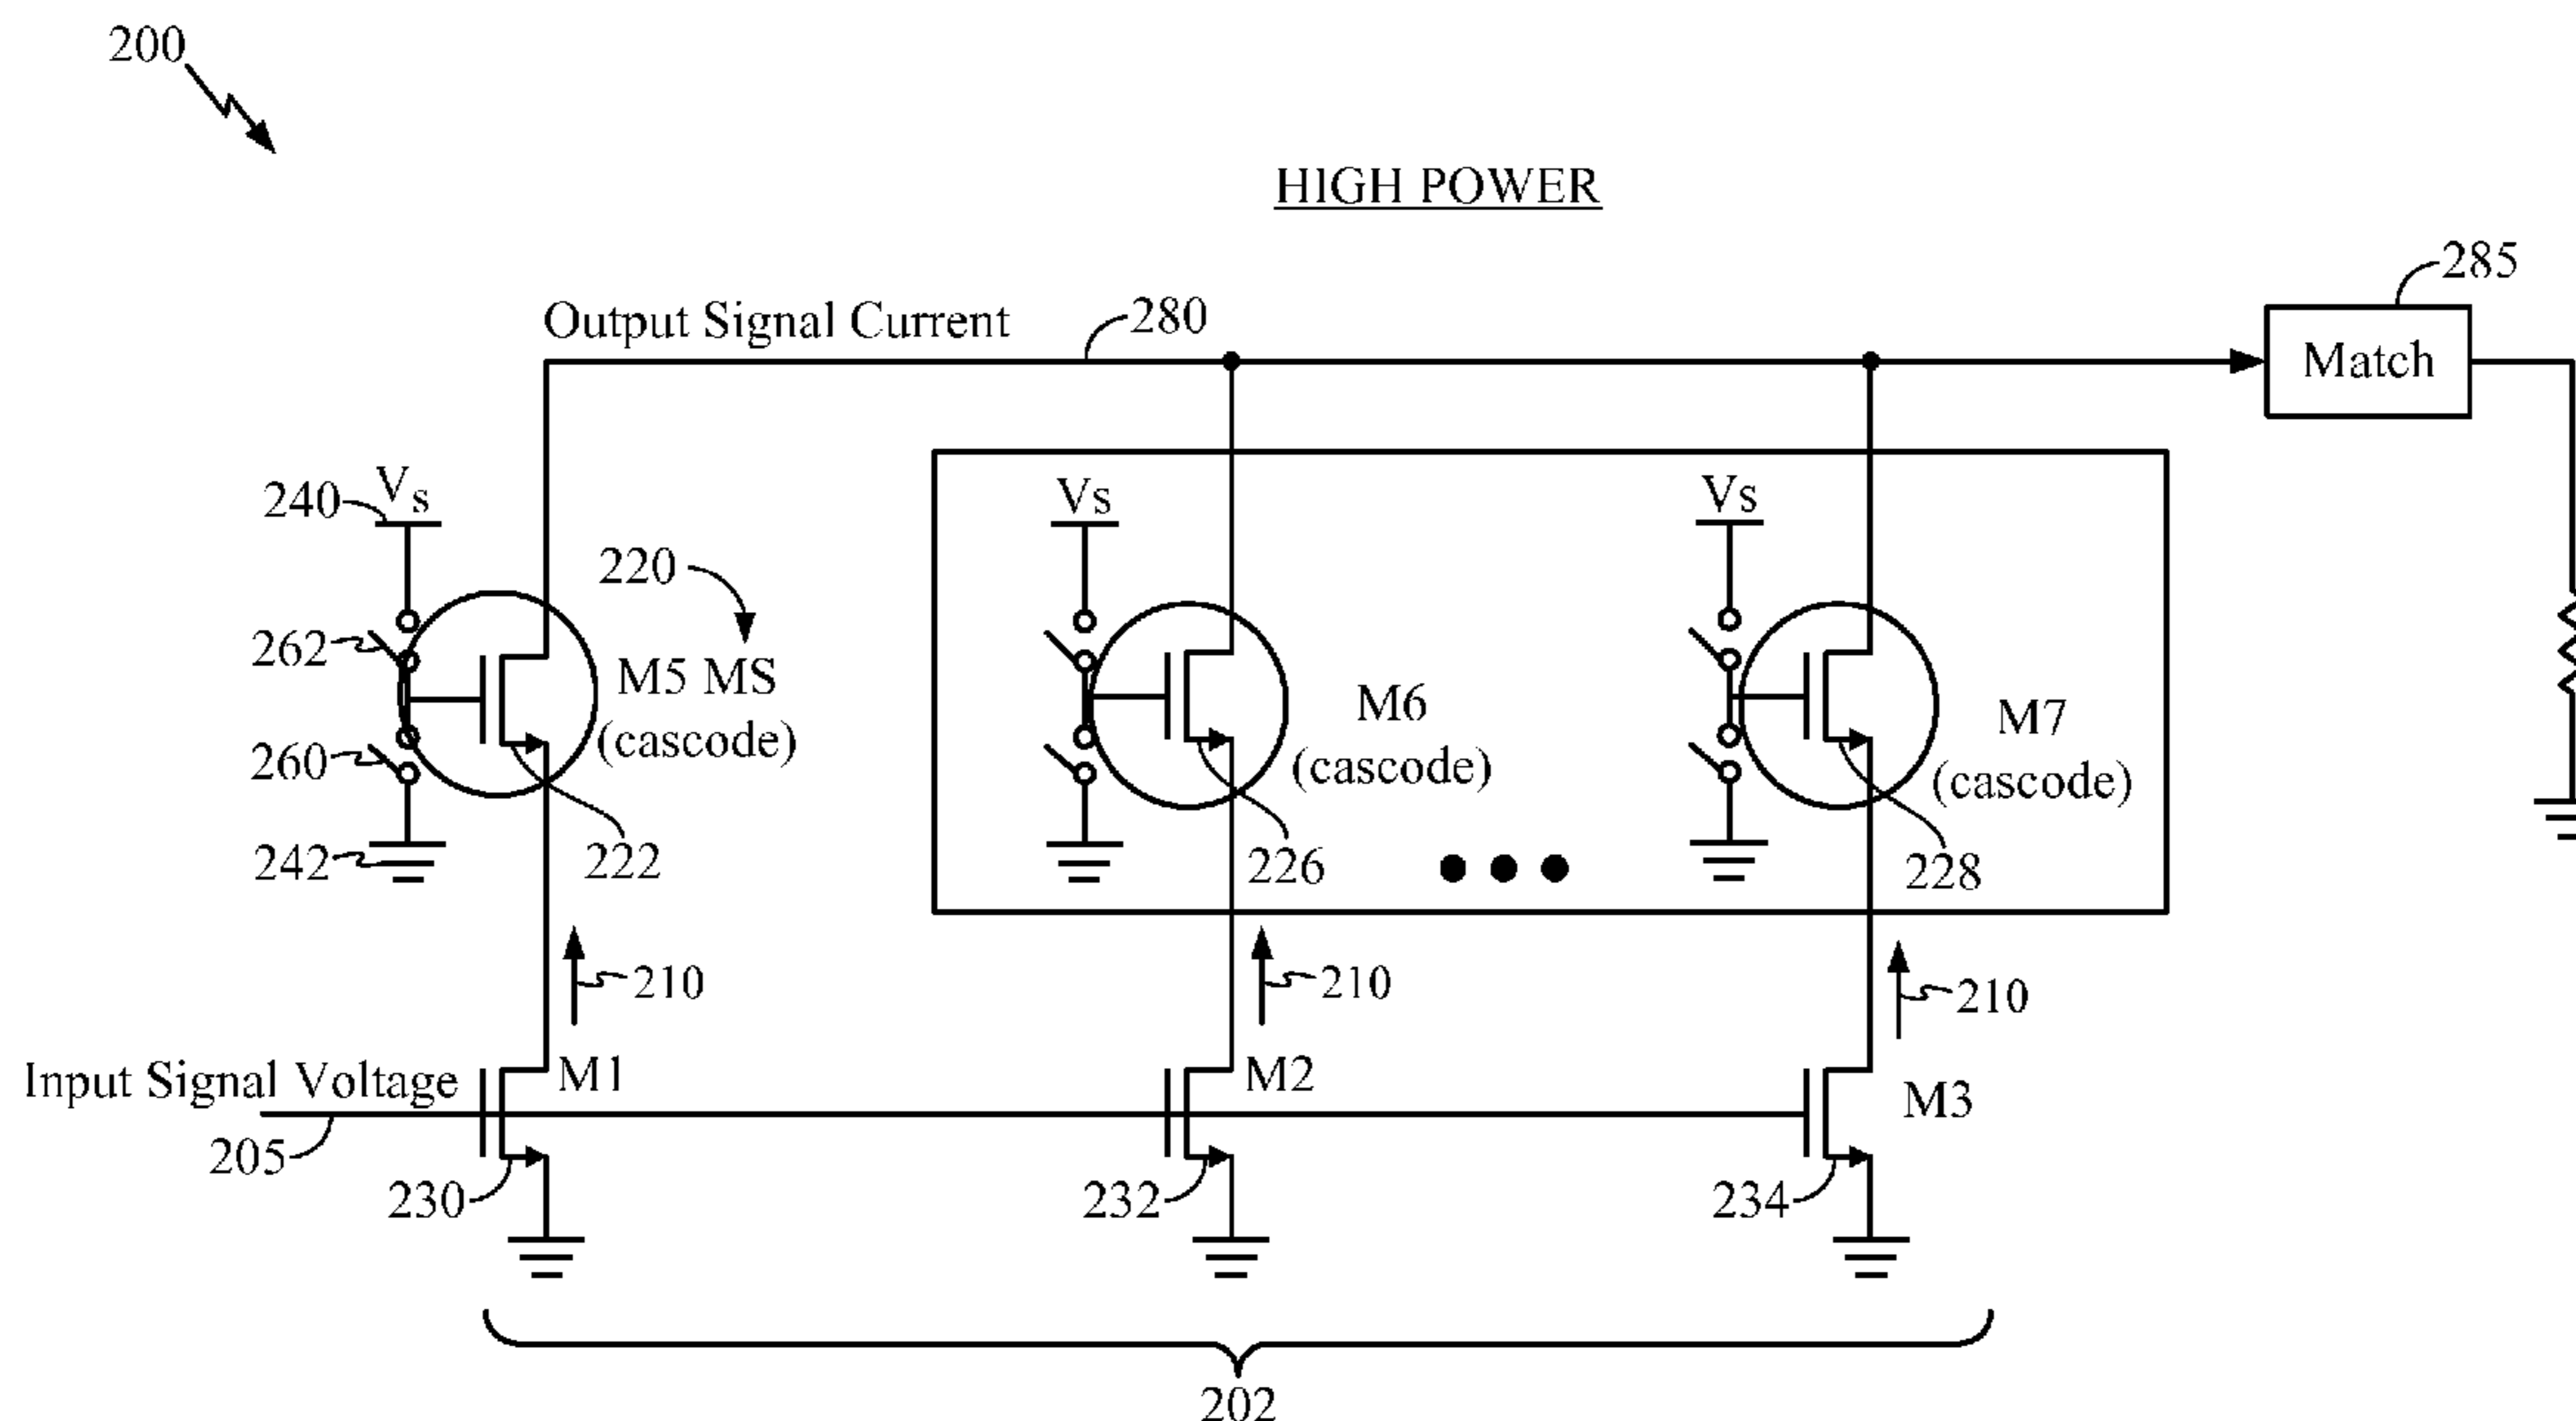 200
HIGH POWER
285
Output Signal Current
280
Match
240
Vs
Vs
Vs
220
262
M5 MS
(cascode)
M6
(cascode)
M7
(cascode)
260
242
222
226
228
210
210
210
Input Signal Voltage
M1
M2
M3
205
230
232
234
202